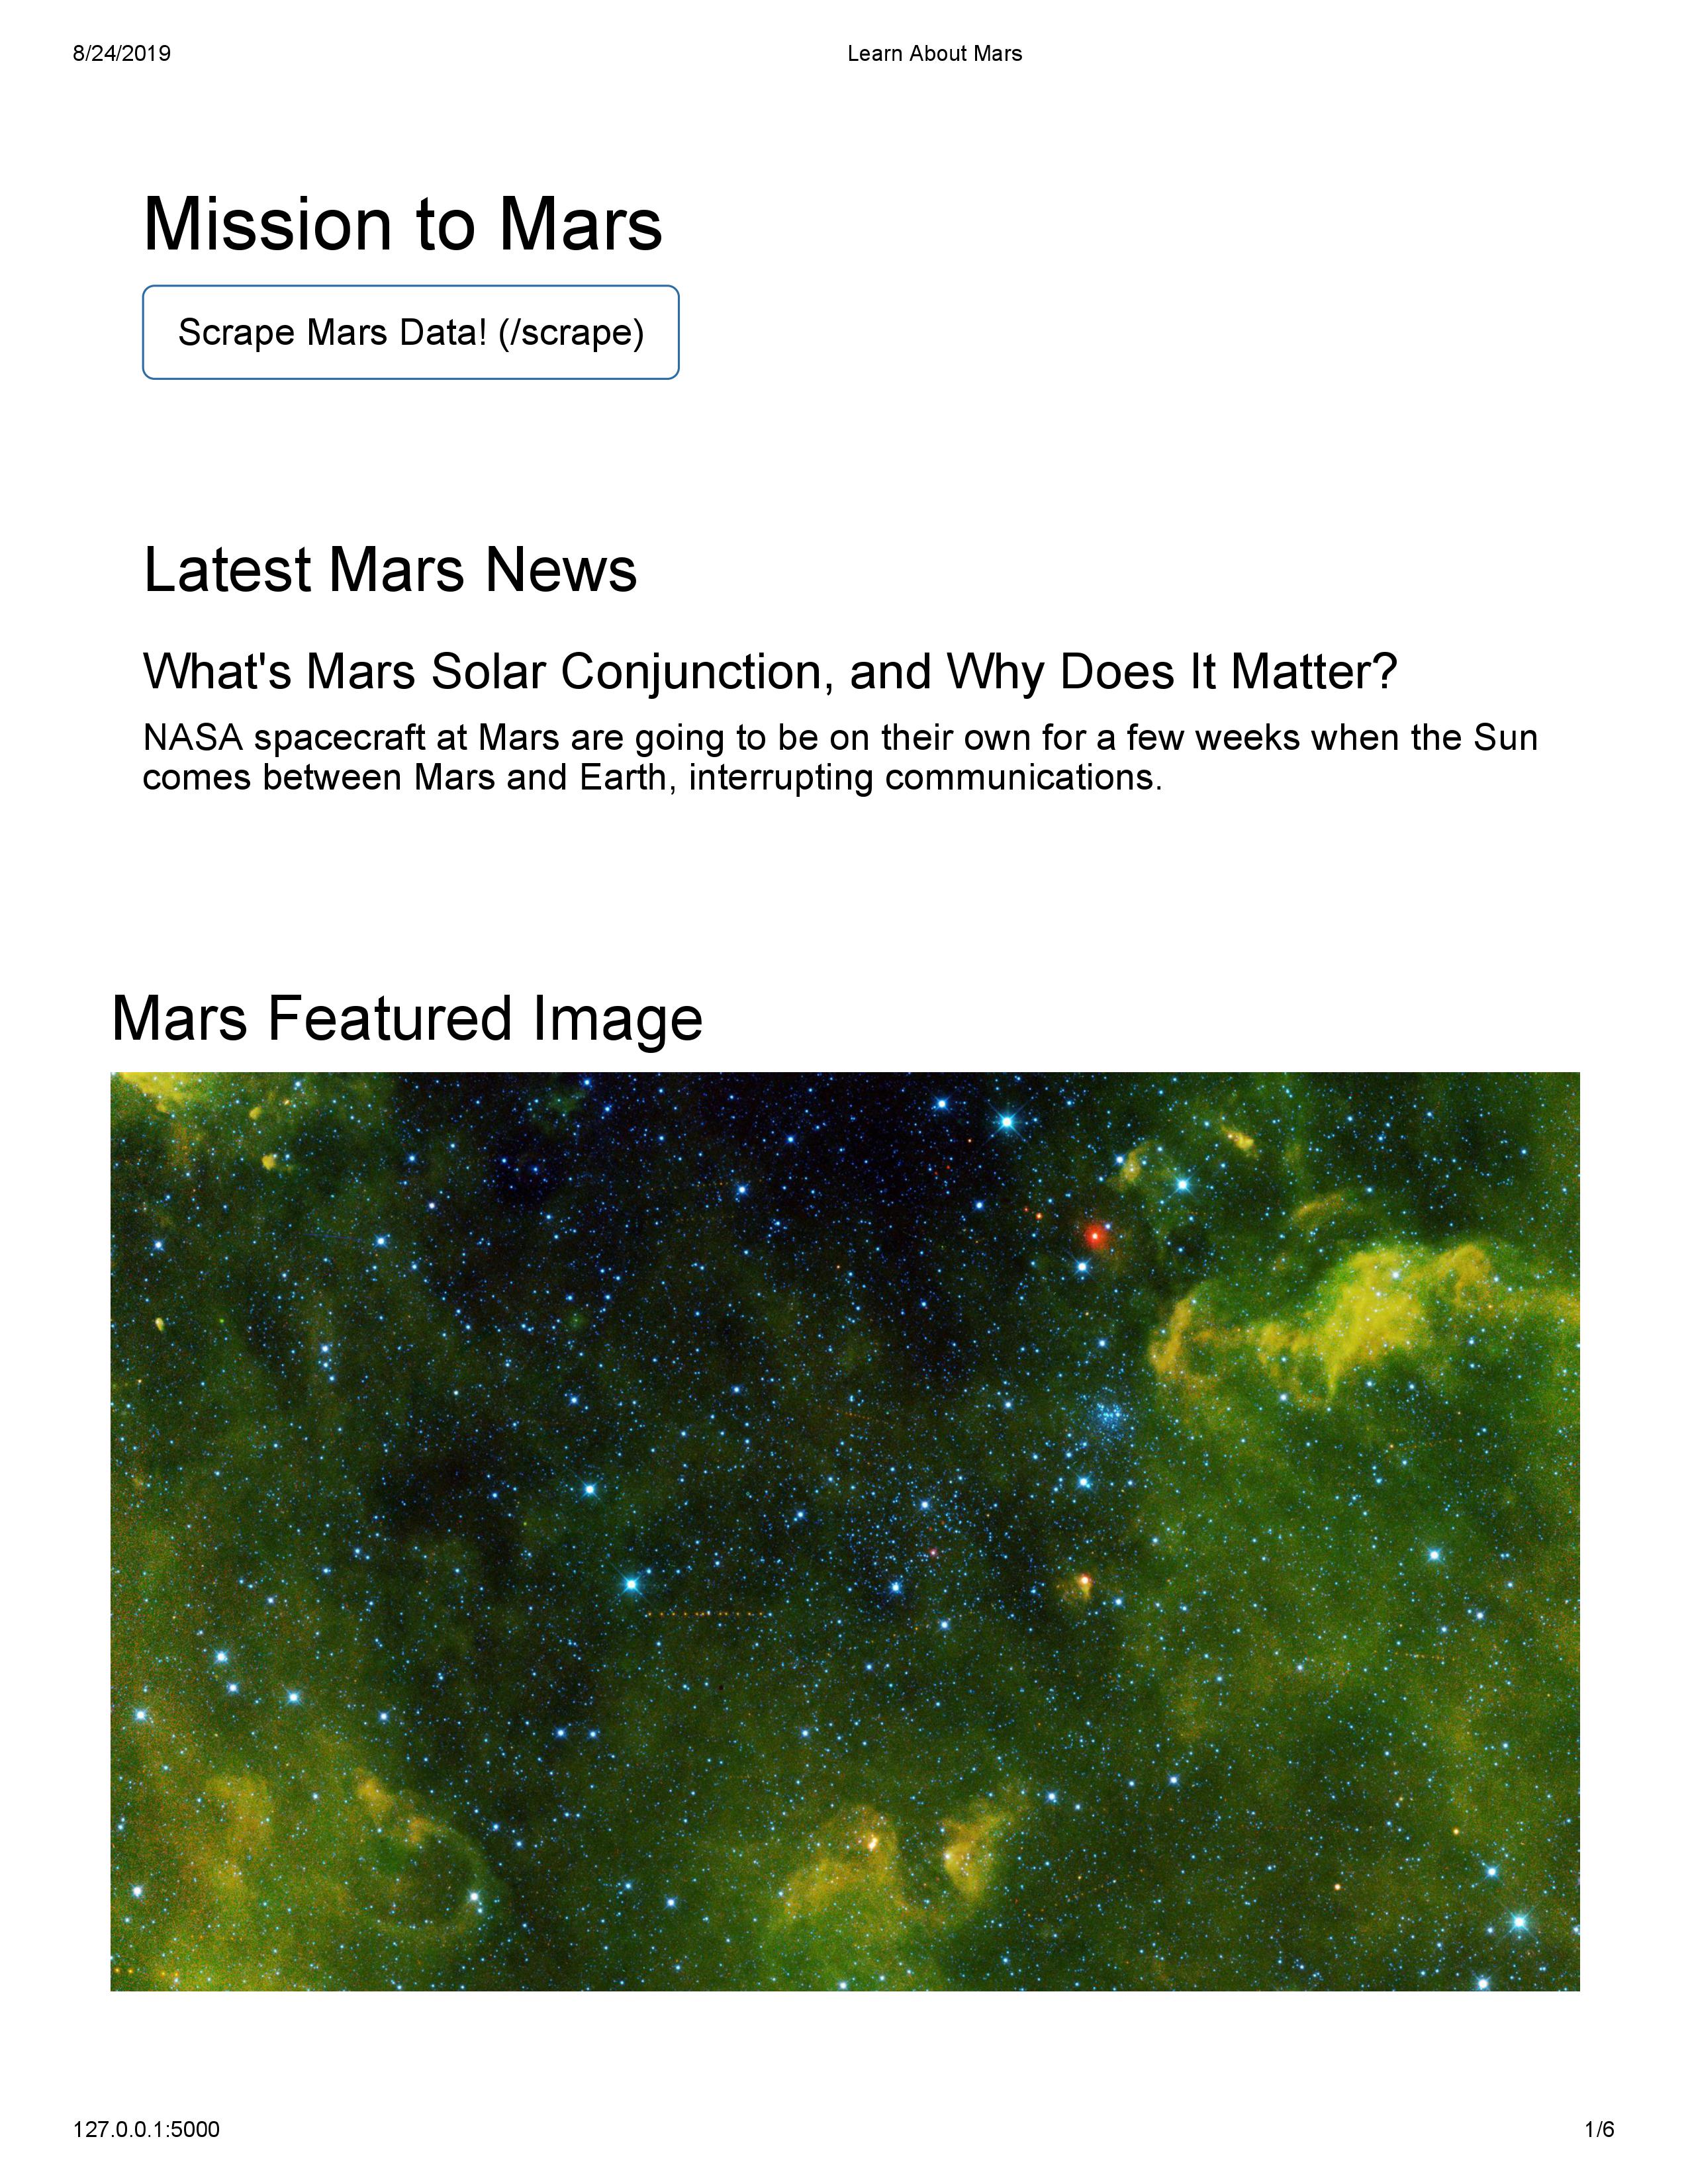 8/24/2019 Learn About Mars
Mission to Mars
Scrape Mars Data! (/scrape)
Latest Mars News
What's Mars Solar Conjunction, and Why Does It Matter?
NASA spacecraft at Mars are going to be on their own for a few weeks when the Sun
comes between Mars and Earth, interrupting communications.
Mars Featured Image
127.0.0.1:5000 1/6